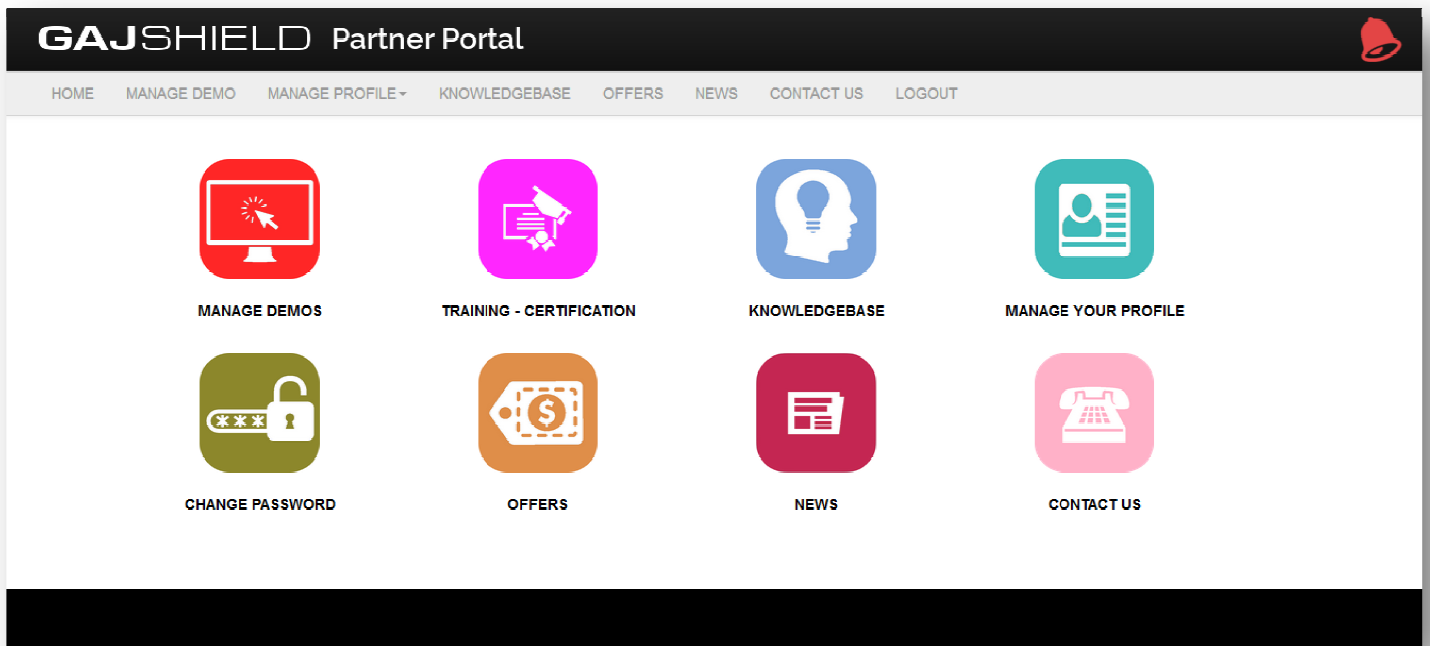 GAJSHIELD Partner Portal
HOME MANAGE DEMO MANAGE PROFILE KNOWLEDGEBASE OFFERS NEWS CONTACT US LOGOUT
MANAGE DEMOS TRAINING - CERTIFICATION KNOWLEDGEBASE MANAGE YOUR PROFILE
***
$
CHANGE PASSWORD OFFERS NEWS CONTACT US